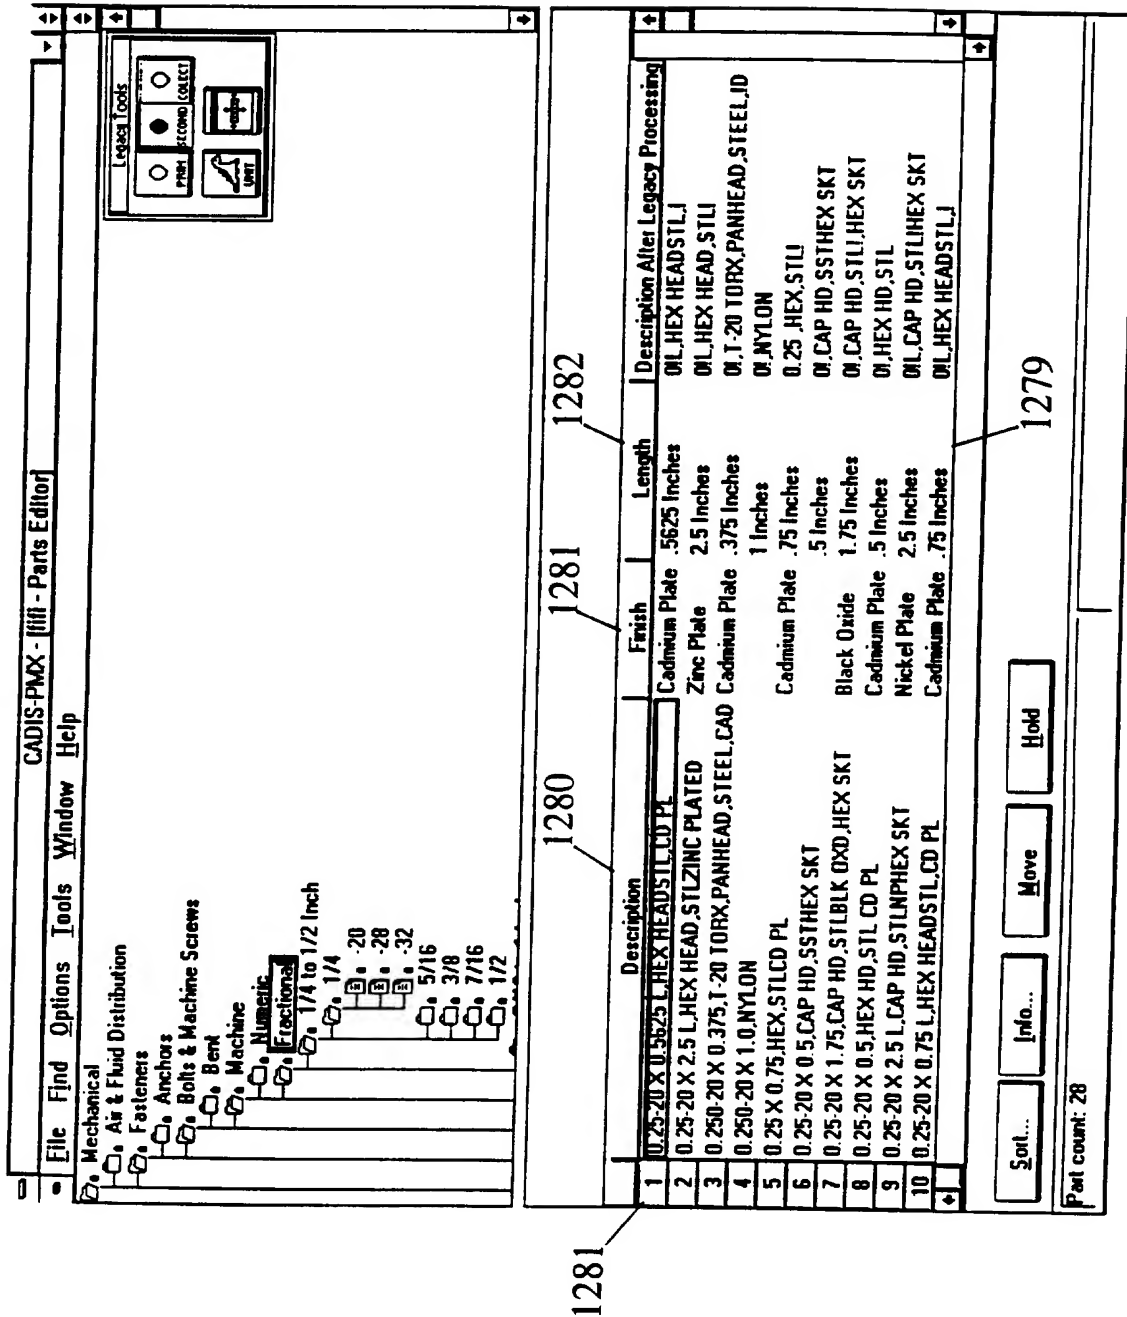 CADIS-PMX - [fifi - Parts Editor]
File Find Options Tools Window Help
Mechanical
Air & Fluid Distribution
Fasteners
Anchors
Bolts & Machine Screws
Bent
Machine
Numeric
Fractional
1/4 to 1/2 Inch
1/4
-20
-28
-32
5/16
3/8
7/16
1/2
Legacy Tools
PRIM SECOND COLECT
UNIT
1280 1281 1282
Description Finish Length Description After Legacy Processing
1 0.25-20 X 0.5625 L,HEX HEADSTL,CD PL Cadmium Plate .5625 Inches 0!L,HEX HEADSTL,!
2 0.25-20 X 2.5 L,HEX HEAD,STLZINC PLATED Zinc Plate 2.5 Inches 0!L,HEX HEAD,STL!
3 0.250-20 X 0.375,T-20 TORX,PANHEAD,STEEL,CAD Cadmium Plate .375 Inches 0!,T-20 TORX,PANHEAD,STEEL,ID
4 0.250-20 X 1.0,NYLON 1 Inches 0!,NYLON
5 0.25 X 0.75,HEX,STLCD PL Cadmium Plate .75 Inches 0.25 ,HEX,STL!
6 0.25-20 X 0.5,CAP HD,SSTHEX SKT .5 Inches 0!,CAP HD,SSTHEX SKT
7 0.25-20 X 1.75,CAP HD,STLBLK OXD,HEX SKT Black Oxide 1.75 Inches 0!,CAP HD,STL!,HEX SKT
8 0.25-20 X 0.5,HEX HD,STL CD PL Cadmium Plate .5 Inches 0!,HEX HD,STL
9 0.25-20 X 2.5 L,CAP HD,STLNPHEX SKT Nickel Plate 2.5 Inches 0!L,CAP HD,STL!HEX SKT
10 0.25-20 X 0.75 L,HEX HEADSTL,CD PL Cadmium Plate .75 Inches 0!L,HEX HEADSTL,!
1281
1279
Sort... Info... Move Hold
Part count: 28